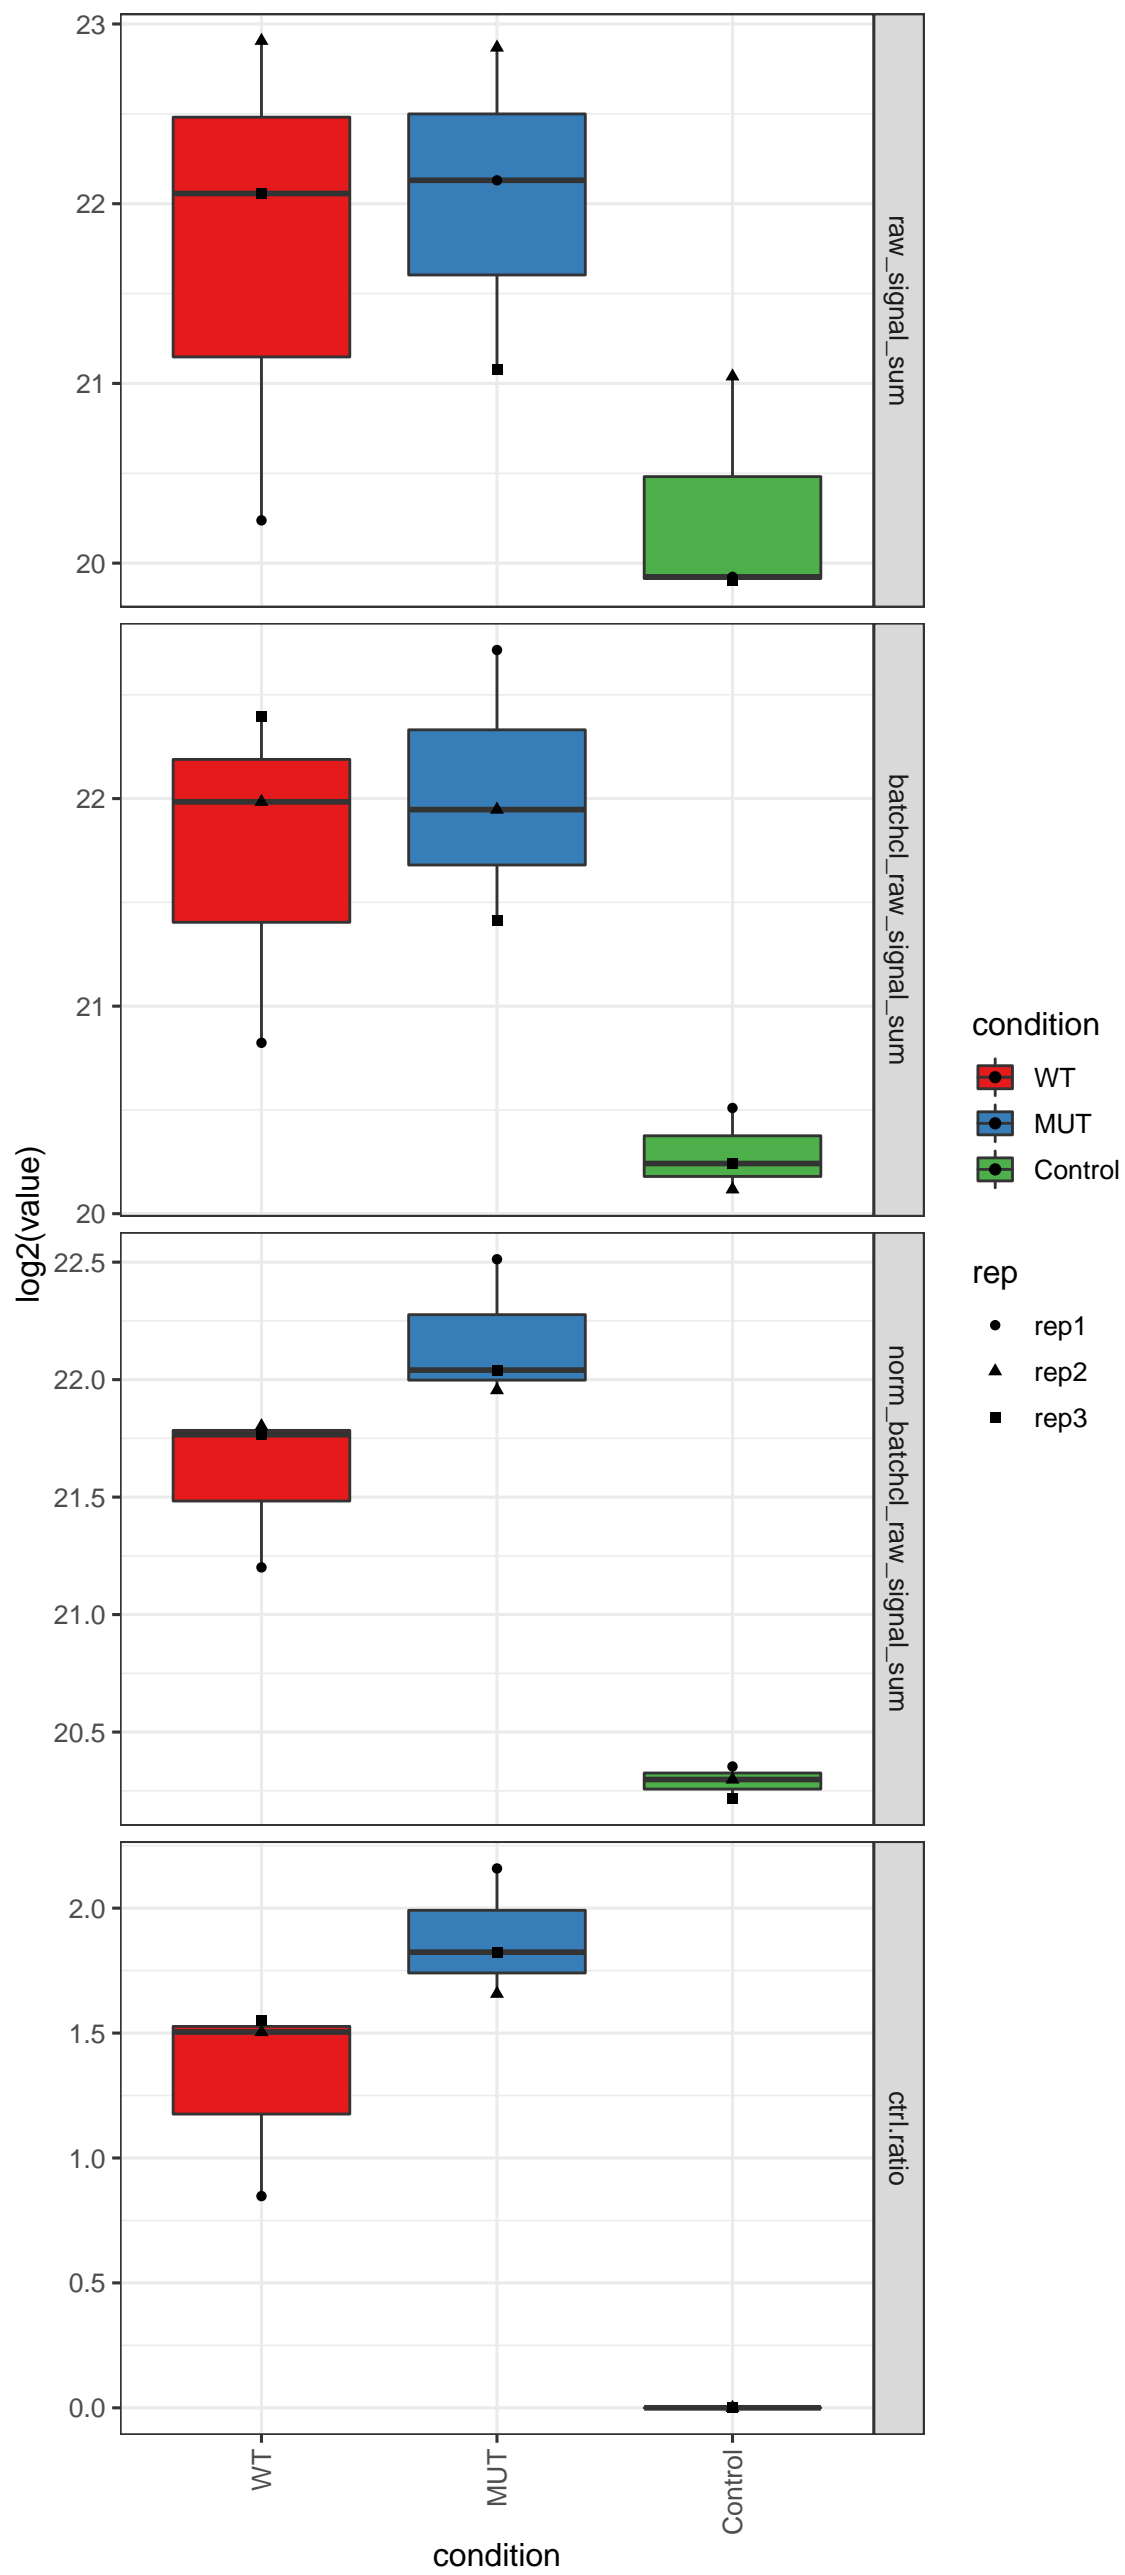 23
22
21
20
raw_signal_sum
22
21
20
batchcl_raw_signal_sum
22.5
22.0
21.5
21.0
20.5
norm_batchcl_raw_signal_sum
2.0
1.5
1.0
0.5
0.0
ctrl.ratio
log2(value)
WT
MUT
Control
condition
condition
WT
MUT
Control
rep
rep1
rep2
rep3